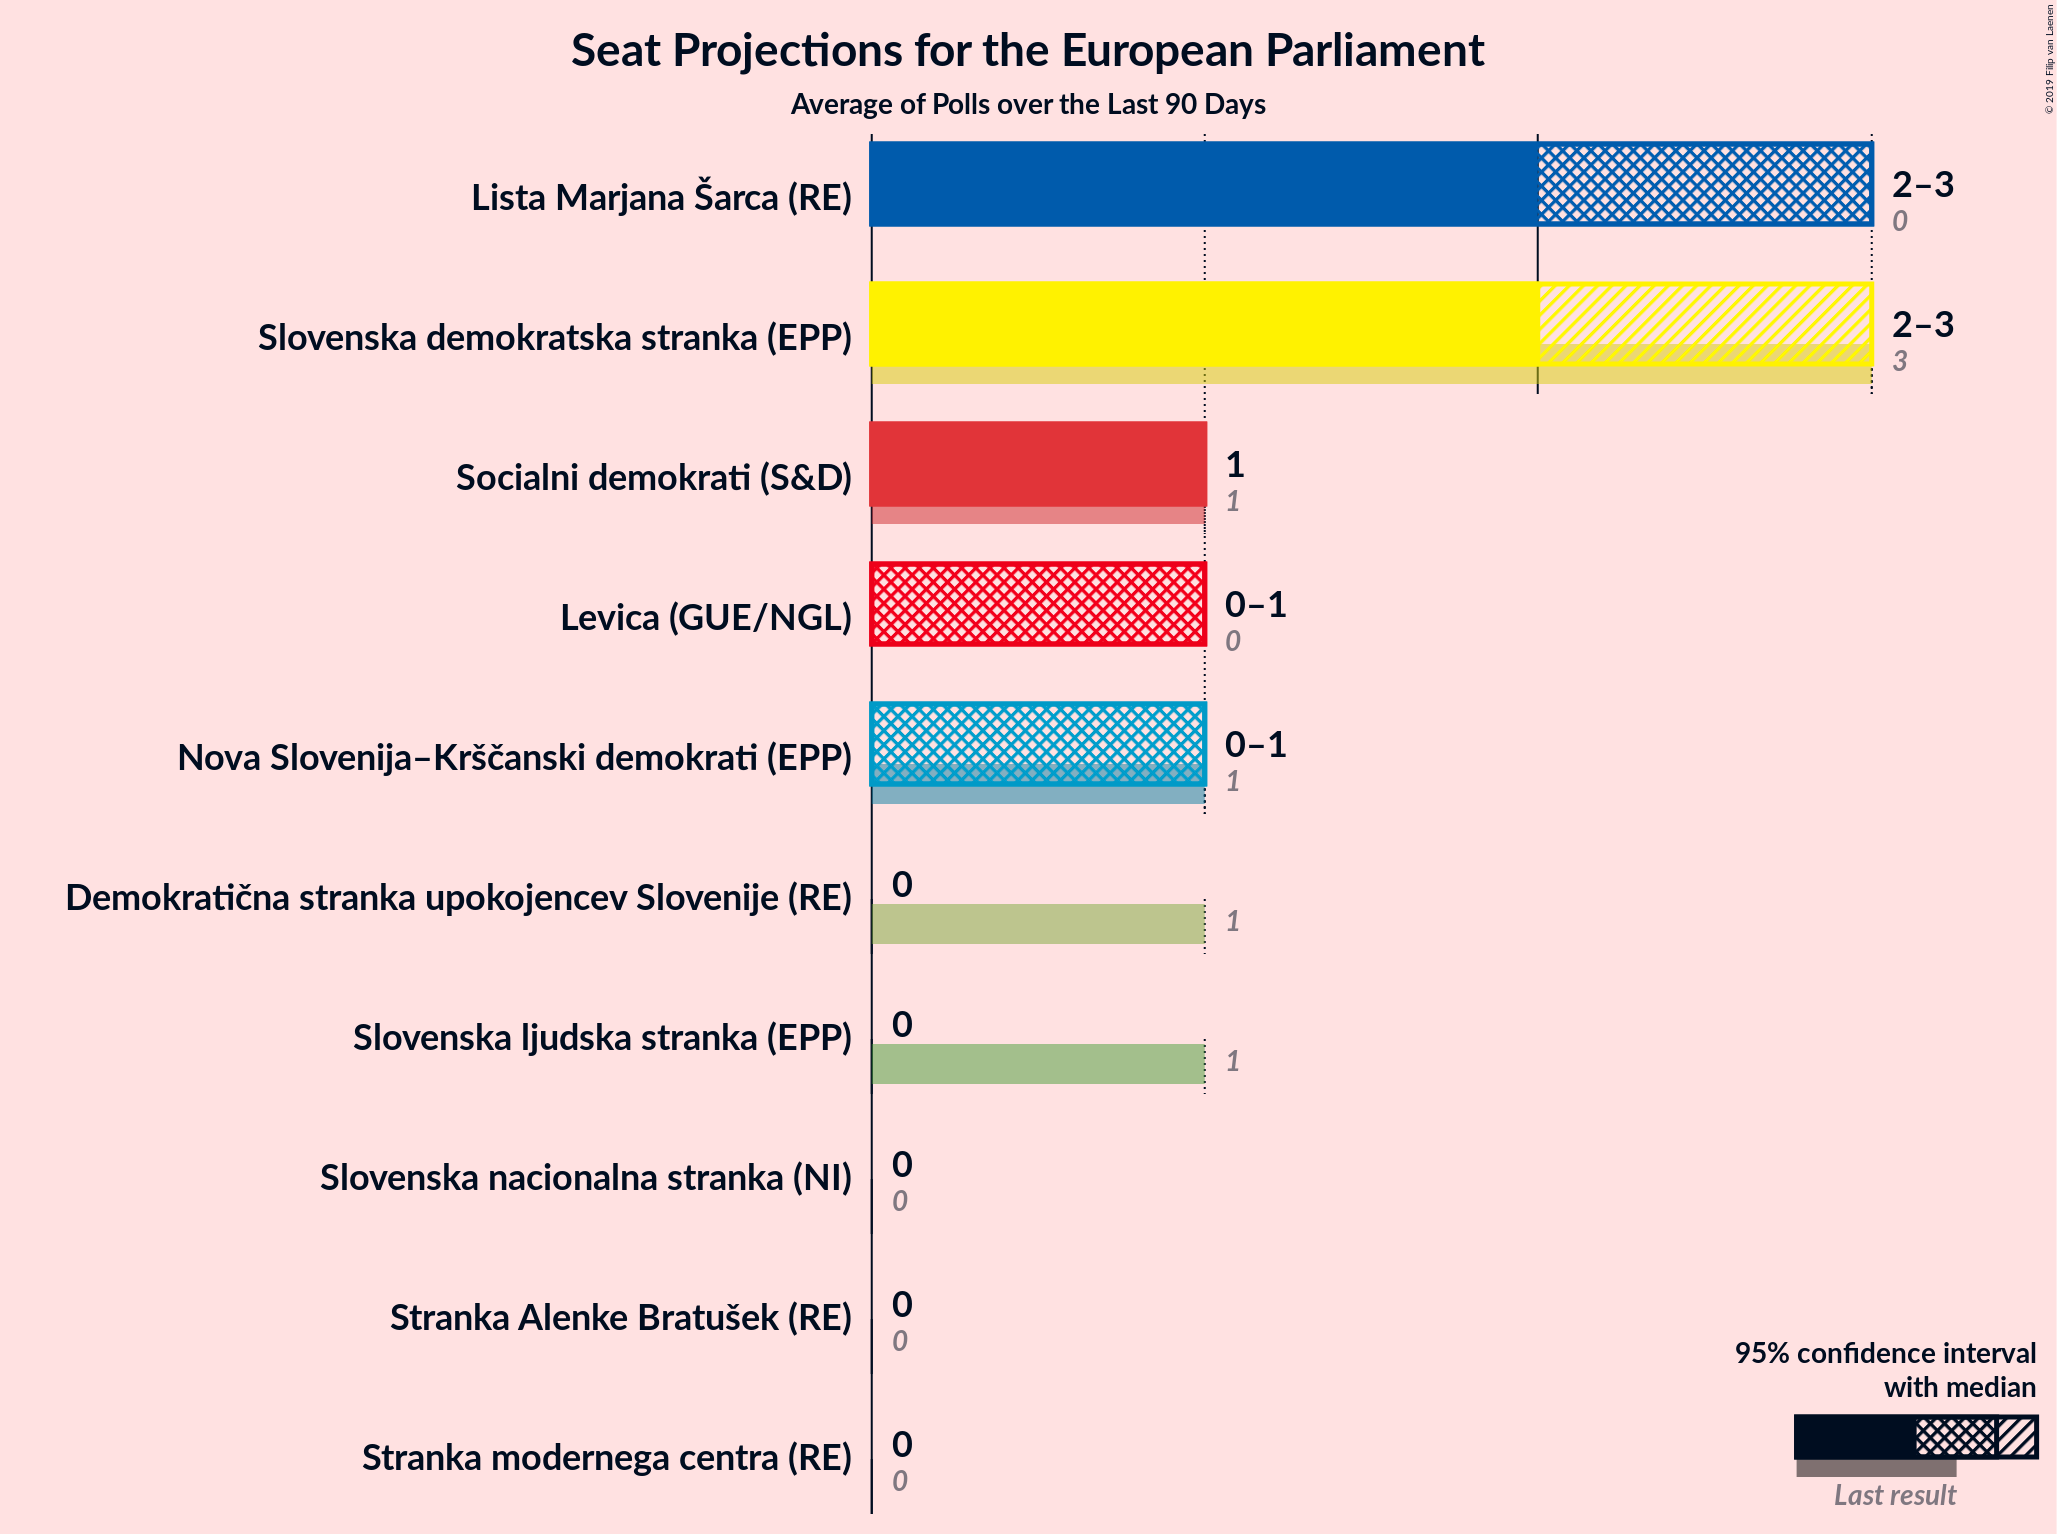 Seat Projections for the European Parliament
Average of Polls over the Last 90 Days
© 2019 Filip van Laenen
Lista Marjana Šarca (RE)
2–3
0
Slovenska demokratska stranka (EPP)
2–3
3
Socialni demokrati (S&D)
1
1
Levica (GUE/NGL)
0–1
0
Nova Slovenija–Krščanski demokrati (EPP)
0–1
1
Demokratična stranka upokojencev Slovenije (RE)
0
1
Slovenska ljudska stranka (EPP)
0
1
Slovenska nacionalna stranka (NI)
0
0
Stranka Alenke Bratušek (RE)
0
0
Stranka modernega centra (RE)
0
0
95% confidence interval
with median
Last result